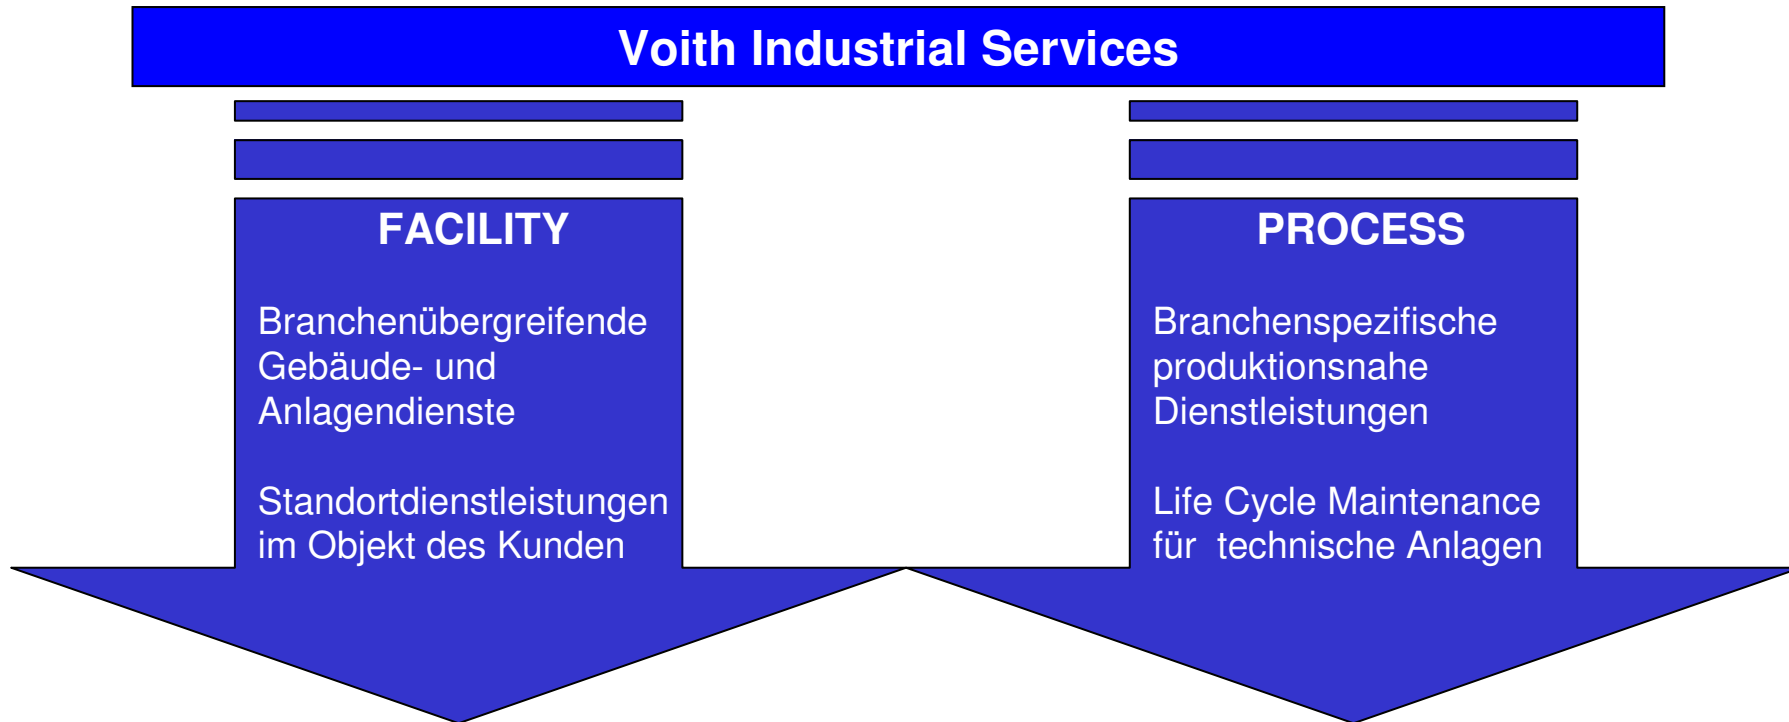 Voith Industrial Services
FACILITY
Branchenübergreifende
Gebäude- und
Anlagendienste
Standortdienstleistungen
im Objekt des Kunden
PROCESS
Branchenspezifische
produktionsnahe
Dienstleistungen
Life Cycle Maintenance
für  technische Anlagen